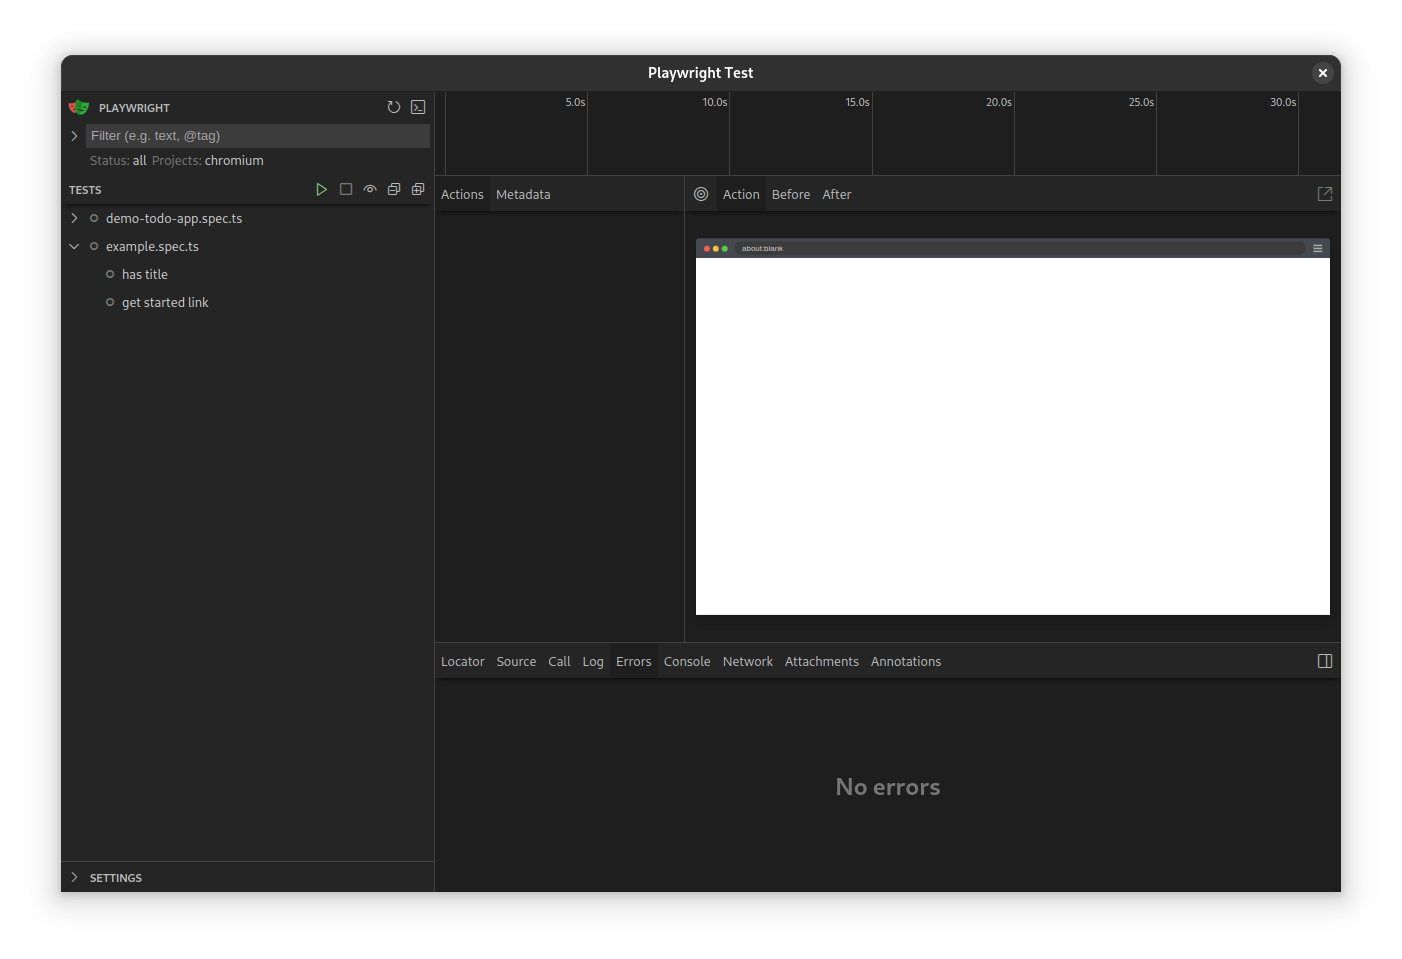 Playwright Test
PLAYWRIGHT
Filter (e.g. text, @tag)
Status: all Projects: chromium
TESTS
demo-todo-app.spec.ts
example.spec.ts
has title
get started link
SETTINGS
5.0s 10.0s 15.0s 20.0s 25.0s 30.0s
Actions Metadata
Action Before After
about:blank
Locator Source Call Log Errors Console Network Attachments Annotations
No errors